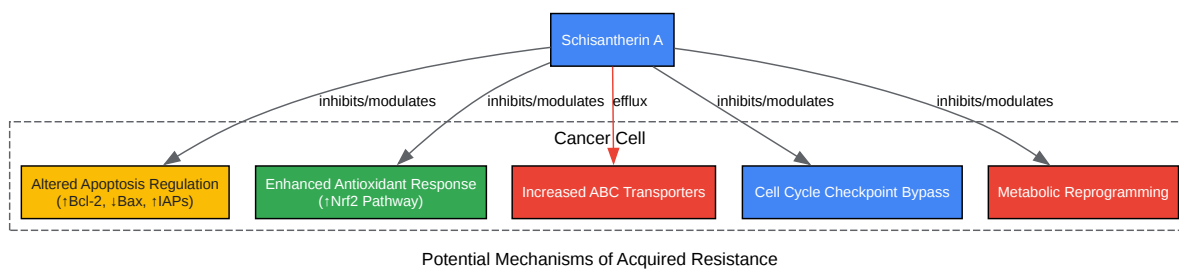 Schisantherin A
inhibits/modulates
inhibits/modulates
efflux
inhibits/modulates
inhibits/modulates
Cancer Cell
Altered Apoptosis Regulation
(↑Bcl-2, ↓Bax, ↑IAPs)
Enhanced Antioxidant Response
(↑Nrf2 Pathway)
Increased ABC Transporters
Cell Cycle Checkpoint Bypass
Metabolic Reprogramming
Potential Mechanisms of Acquired Resistance